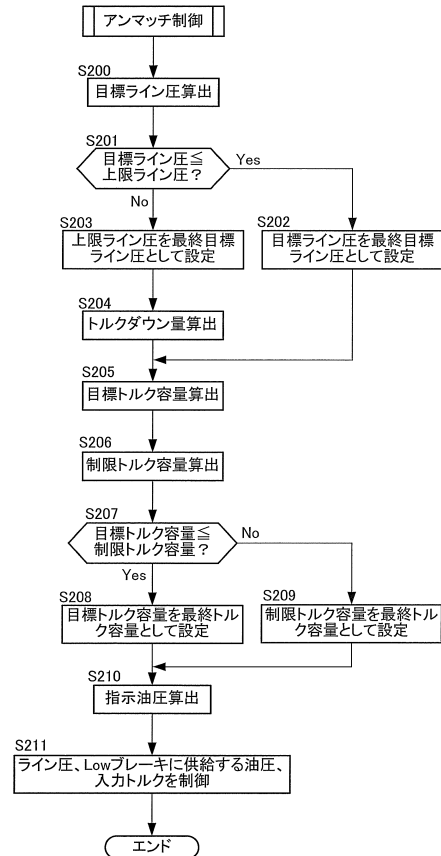 アンマッチ制御
S200
目標ライン圧算出
S201
目標ライン圧≦
上限ライン圧？
Yes
No
S203
上限ライン圧を最終目標
ライン圧として設定
S202
目標ライン圧を最終目標
ライン圧として設定
S204
トルクダウン量算出
S205
目標トルク容量算出
S206
制限トルク容量算出
S207
目標トルク容量≦
制限トルク容量？
No
Yes
S208
目標トルク容量を最終トル
ク容量として設定
S209
制限トルク容量を最終トル
ク容量として設定
S210
指示油圧算出
S211
ライン圧、Lowブレーキに供給する油圧、
入力トルクを制御
エンド